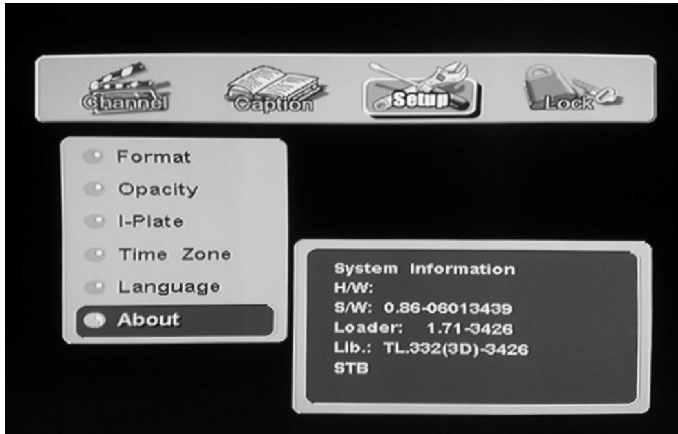 Channel
Caption
Setup
Lock
Format
Opacity
I-Plate
Time Zone
Language
About
System Information
H/W:
S/W: 0.86-06013439
Loader: 1.71-3426
Lib.: TL.332(3D)-3426
STB